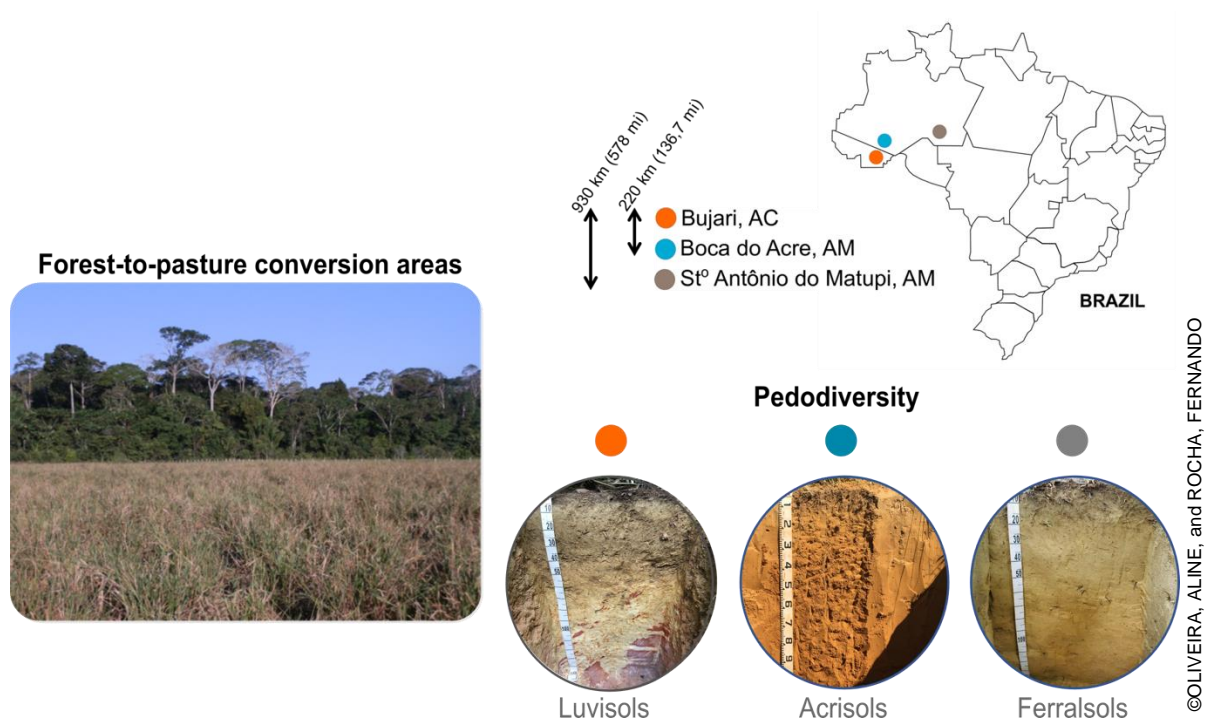 930 km (578 mi)
220 km (136,7 mi)
Bujari, AC
Boca do Acre, AM
Stº Antônio do Matupi, AM
BRAZIL
Forest-to-pasture conversion areas
Pedodiversity
Luvisols
Acrisols
Ferralsols
©OLIVEIRA, ALINE, and ROCHA, FERNANDO